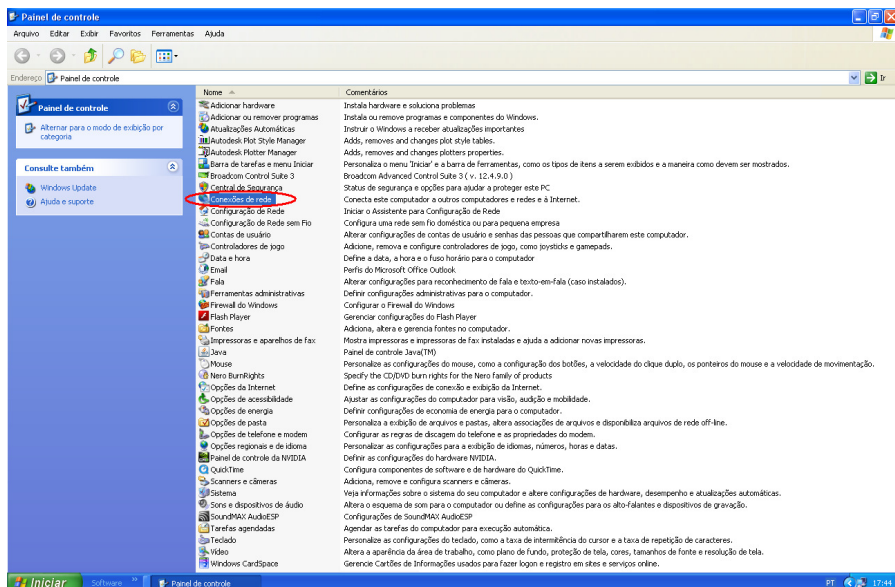 Painel de controle
Arquivo Editar Exibir Favoritos Ferramentas Ajuda
Endereço Painel de controle Ir
Painel de controle
Alternar para o modo de exibição por
categoria
Consulte também
Windows Update
Ajuda e suporte
Nome Comentários
Adicionar hardware Instala hardware e soluciona problemas
Adicionar ou remover programas Instala ou remove programas e componentes do Windows.
Atualizações Automáticas Instruir o Windows a receber atualizações importantes
Autodesk Plot Style Manager Adds, removes and changes plot style tables.
Autodesk Plotter Manager Adds, removes and changes plotters properties.
Barra de tarefas e menu Iniciar Personaliza o menu 'Iniciar' e a barra de ferramentas, como os tipos de itens a serem exibidos e a maneira como devem ser mostrados.
Broadcom Control Suite 3 Broadcom Advanced Control Suite 3 ( v. 12.4.9.0 )
Central de Segurança Status de segurança e opções para ajudar a proteger este PC
Conexões de rede Conecta este computador a outros computadores e redes e à Internet.
Configuração de Rede Iniciar o Assistente para Configuração de Rede
Configuração de Rede sem Fio Configura uma rede sem fio doméstica ou para pequena empresa
Contas de usuário Alterar configurações de contas de usuário e senhas das pessoas que compartilharem este computador.
Controladores de jogo Adicione, remova e configure controladores de jogo, como joysticks e gamepads.
Data e hora Define a data, a hora e o fuso horário para o computador
Email Perfis do Microsoft Office Outlook
Fala Alterar configurações para reconhecimento de fala e texto-em-fala (caso instalados).
Ferramentas administrativas Definir configurações administrativas para o computador.
Firewall do Windows Configurar o Firewall do Windows
Flash Player Gerenciar configurações do Flash Player
Fontes Adiciona, altera e gerencia fontes no computador.
Impressoras e aparelhos de fax Mostra impressoras e impressoras de fax instaladas e ajuda a adicionar novas impressoras.
Java Painel de controle Java(TM)
Mouse Personalize as configurações do mouse, como a configuração dos botões, a velocidade do clique duplo, os ponteiros do mouse e a velocidade de movimentação.
Nero BurnRights Specify the CD/DVD burn rights for the Nero family of products
Opções da Internet Define as configurações de conexão e exibição da Internet.
Opções de acessibilidade Ajustar as configurações do computador para visão, audição e mobilidade.
Opções de energia Definir configurações de economia de energia para o computador.
Opções de pasta Personaliza a exibição de arquivos e pastas, altera associações de arquivos e disponibiliza arquivos de rede off-line.
Opções de telefone e modem Configurar as regras de discagem do telefone e as propriedades do modem.
Opções regionais e de idioma Personalizar as configurações para a exibição de idiomas, números, horas e datas.
Painel de controle da NVIDIA Definir as configurações do hardware NVIDIA.
QuickTime Configura componentes de software e de hardware do QuickTime.
Scanners e câmeras Adiciona, remove e configura scanners e câmeras.
Sistema Veja informações sobre o sistema do seu computador e altere configurações de hardware, desempenho e atualizações automáticas.
Sons e dispositivos de áudio Altera o esquema de som para o computador ou define as configurações para os alto-falantes e dispositivos de gravação.
SoundMAX AudioESP Configurações de SoundMAX AudioESP
Tarefas agendadas Agendar as tarefas do computador para execução automática.
Teclado Personalize as configurações do teclado, como a taxa de intermitência do cursor e a taxa de repetição de caracteres.
Vídeo Altera a aparência da área de trabalho, como plano de fundo, proteção de tela, cores, tamanhos de fonte e resolução de tela.
Windows CardSpace Gerencie Cartões de Informações usados para fazer logon e registro em sites e serviços online.
Iniciar Software » Painel de controle PT 17:44